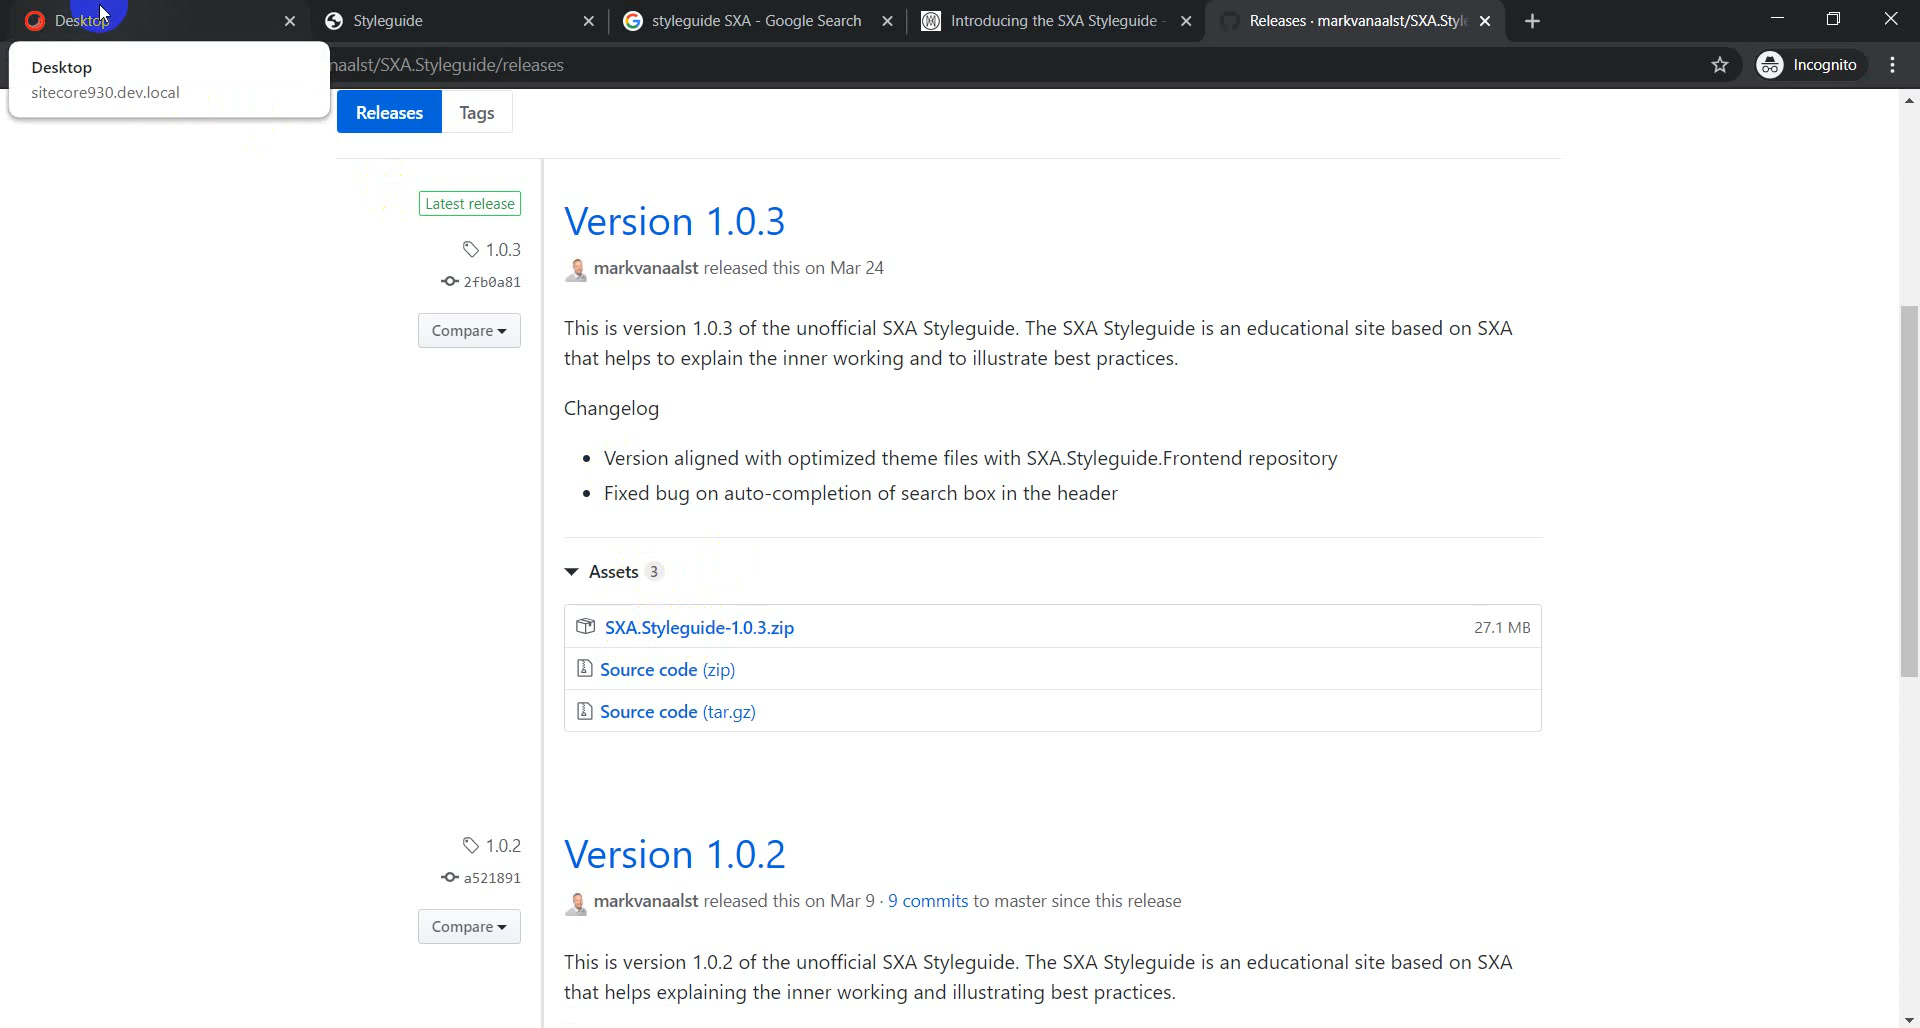 Desktop
Styleguide
styleguide SXA - Google Search
Introducing the SXA Styleguide -
Releases · markvanaalst/SXA.Style
Desktop
sitecore930.dev.local
naalst/SXA.Styleguide/releases
Incognito
Releases
Tags
Latest release
1.0.3
2fb0a81
Compare
Version 1.0.3
markvanaalst released this on Mar 24
This is version 1.0.3 of the unofficial SXA Styleguide. The SXA Styleguide is an educational site based on SXA
that helps to explain the inner working and to illustrate best practices.
Changelog
Version aligned with optimized theme files with SXA.Styleguide.Frontend repository
Fixed bug on auto-completion of search box in the header
Assets 3
SXA.Styleguide-1.0.3.zip
27.1 MB
Source code (zip)
Source code (tar.gz)
1.0.2
a521891
Compare
Version 1.0.2
markvanaalst released this on Mar 9 · 9 commits to master since this release
This is version 1.0.2 of the unofficial SXA Styleguide. The SXA Styleguide is an educational site based on SXA
that helps explaining the inner working and illustrating best practices.